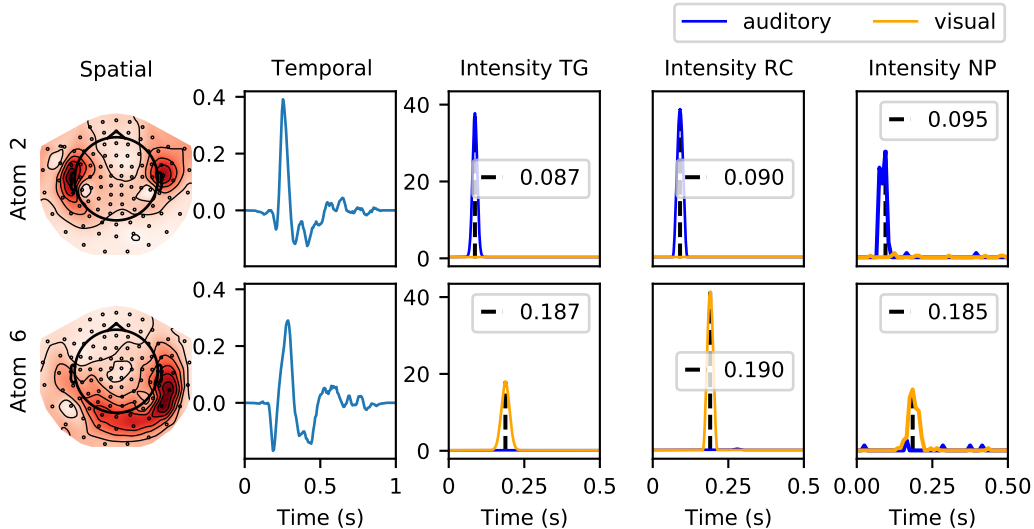 auditory visual
Spatial Temporal Intensity TG Intensity RC Intensity NP
Atom 2
0.4
0.2
0.0
40
20
0
0.087
0.090
0.095
Atom 6
0.4
0.2
0.0
40
20
0
0.187
0.190
0.185
0 0.5 1
0 0.25 0.5
0 0.25 0.5
0.00 0.25 0.50
Time (s) Time (s) Time (s) Time (s)